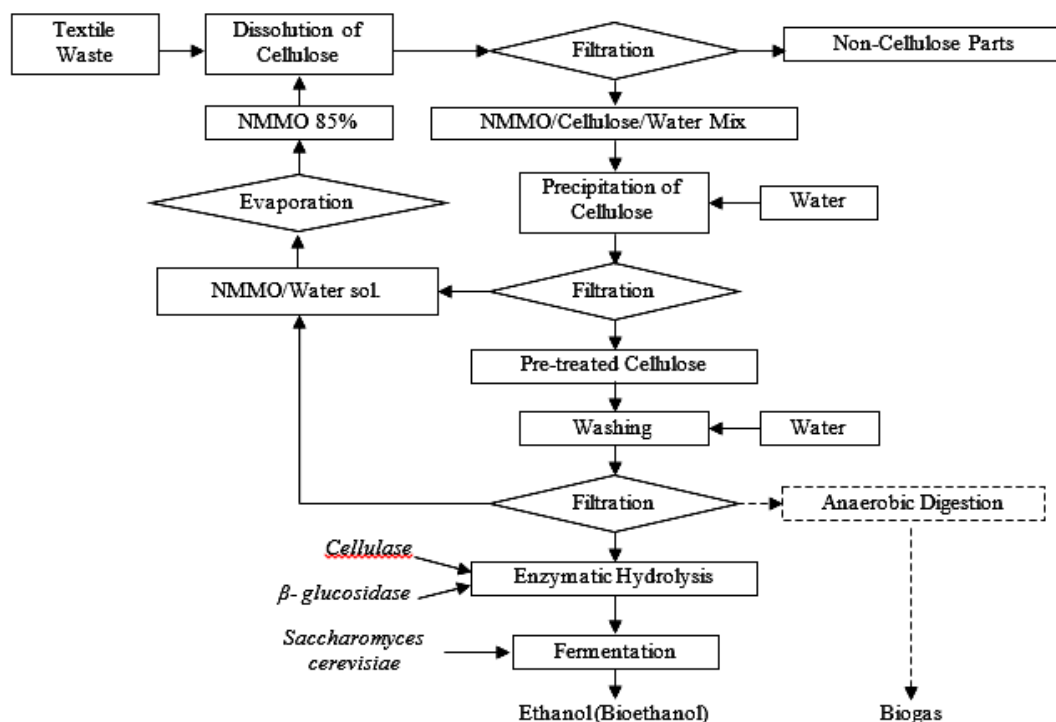 Textile
Waste
Dissolution of
Cellulose
Filtration
Non-Cellulose Parts
NMMO 85%
NMMO/Cellulose/Water Mix
Evaporation
Precipitation of
Cellulose
Water
NMMO/Water sol.
Filtration
Pre-treated Cellulose
Washing
Water
Filtration
Anaerobic Digestion
Cellulase
Enzymatic Hydrolysis
β- glucosidase
Saccharomyces
cerevisiae
Fermentation
Ethanol (Bioethanol)
Biogas